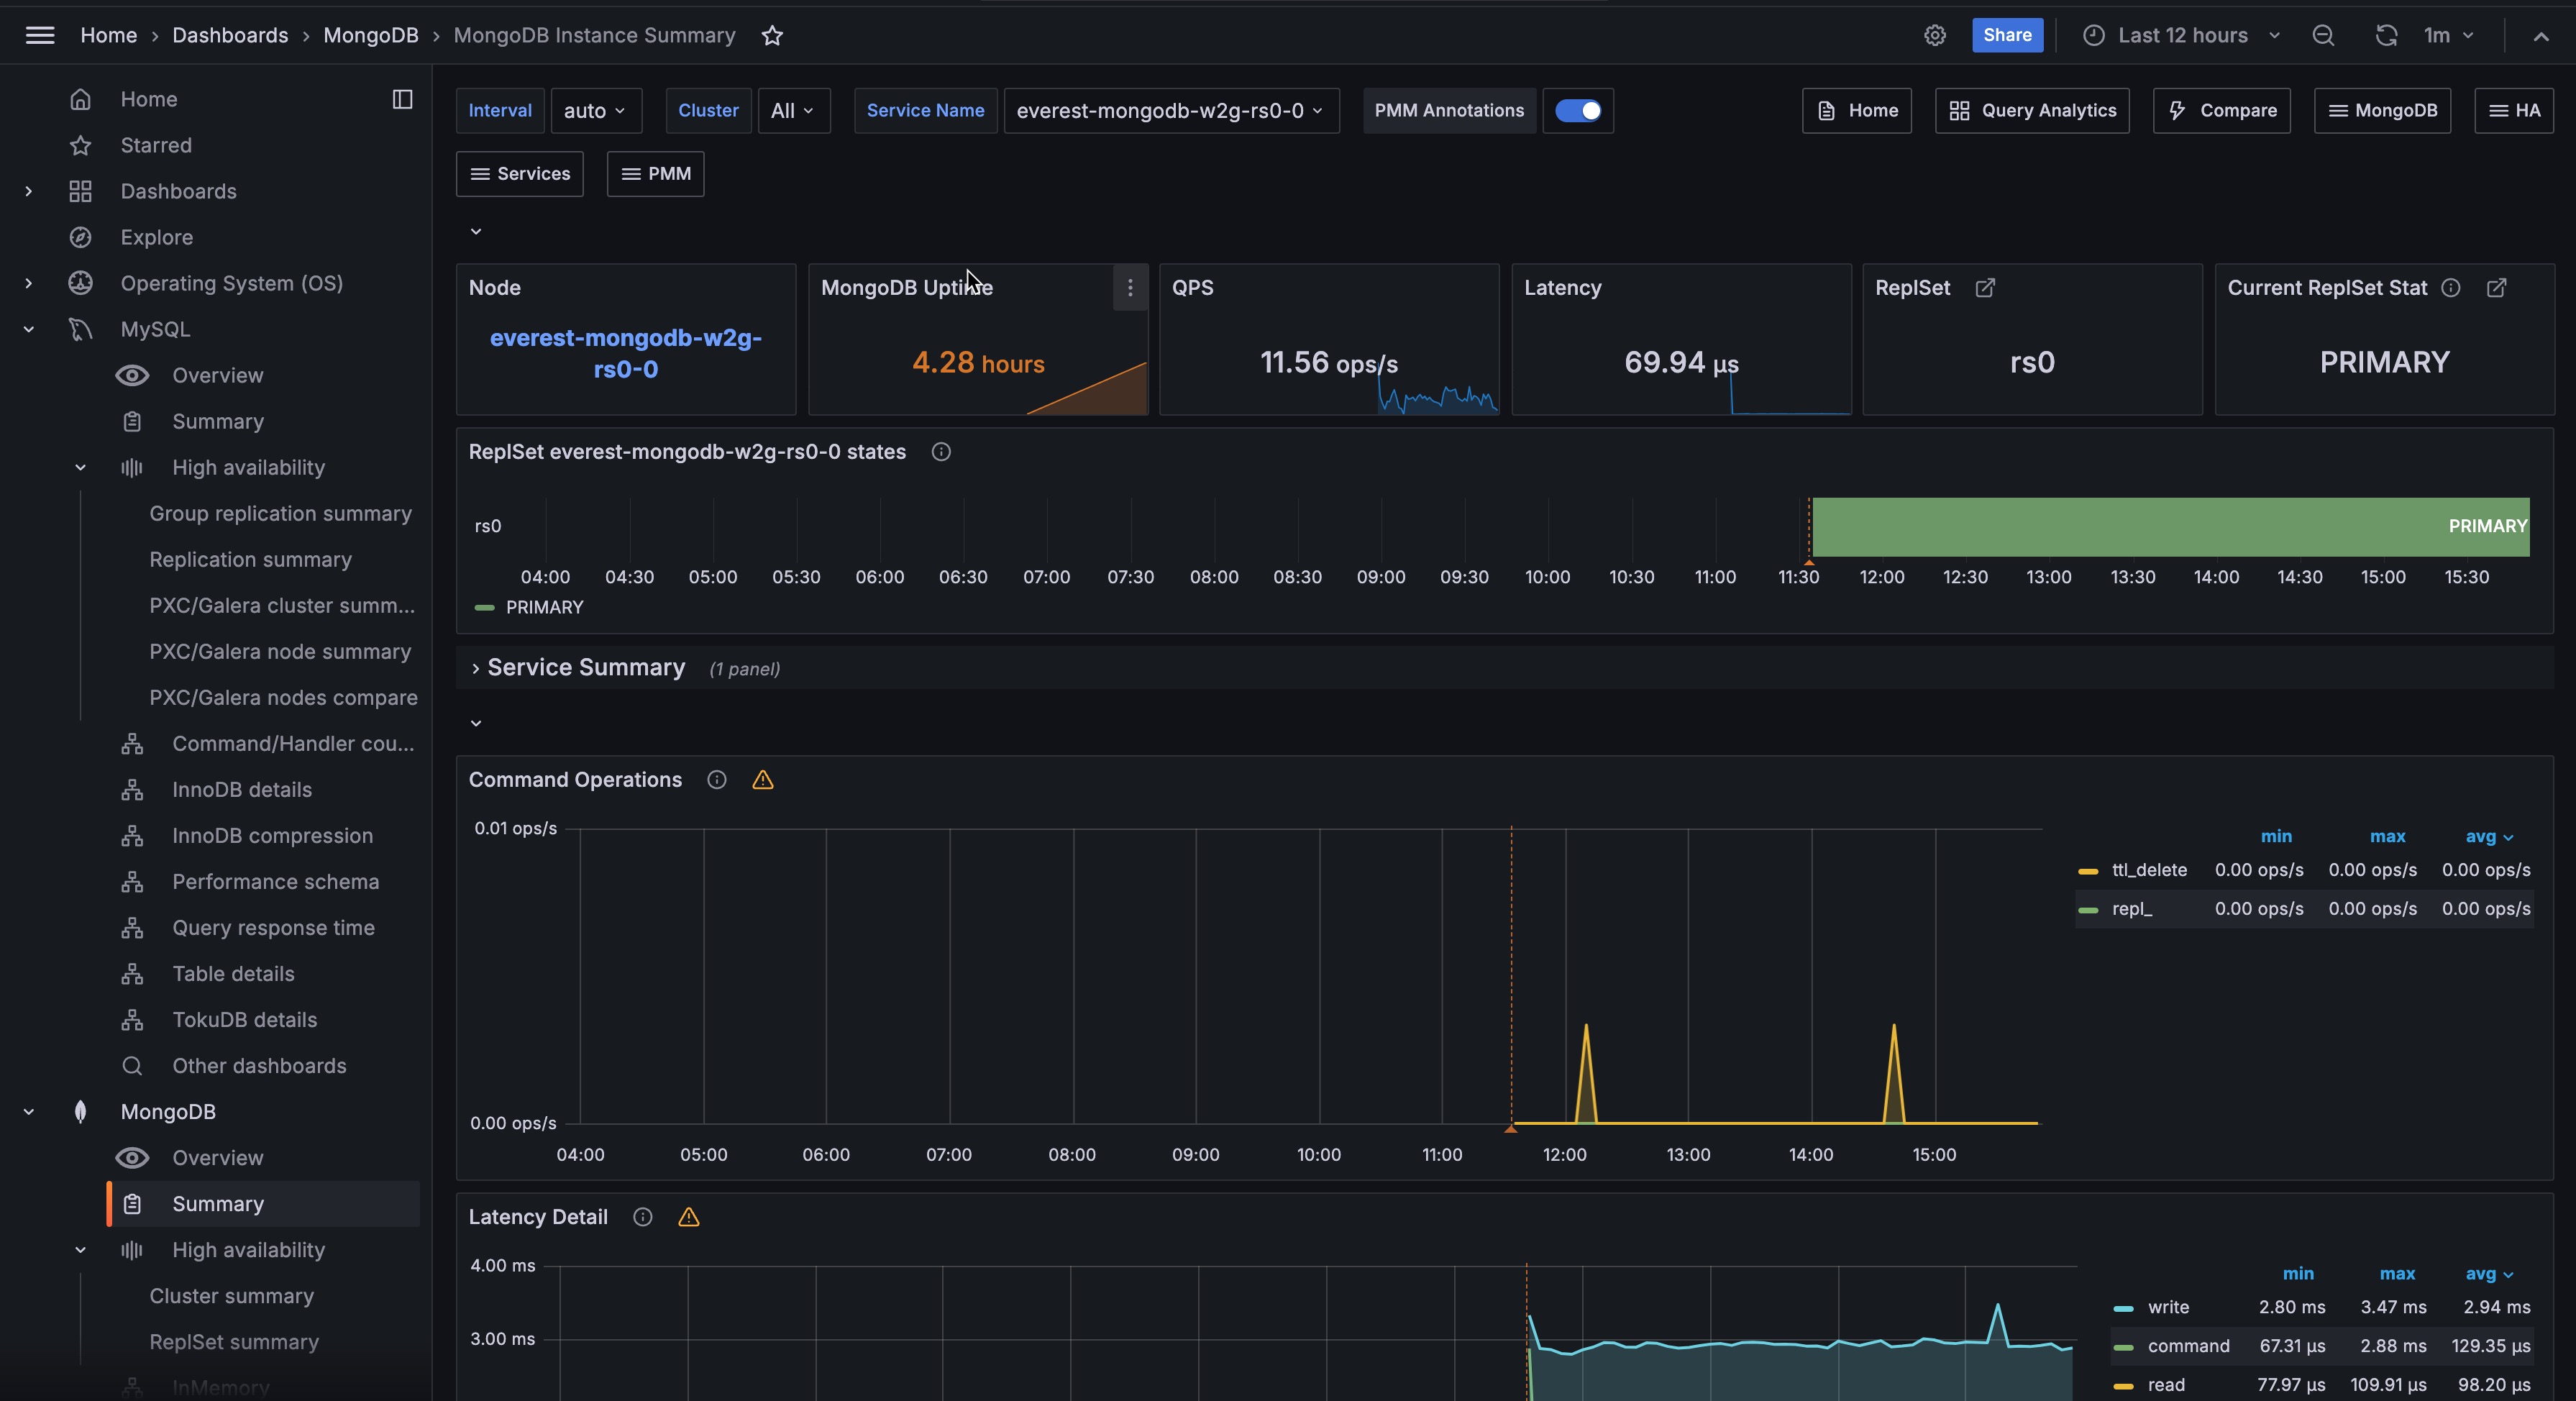 Home › Dashboards › MongoDB › MongoDB Instance Summary
Share
Last 12 hours
1m
Home
Starred
Dashboards
Explore
Operating System (OS)
MySQL
Overview
Summary
High availability
Group replication summary
Replication summary
PXC/Galera cluster summ...
PXC/Galera node summary
PXC/Galera nodes compare
Command/Handler cou...
InnoDB details
InnoDB compression
Performance schema
Query response time
Table details
TokuDB details
Other dashboards
MongoDB
Overview
Summary
High availability
Cluster summary
ReplSet summary
InMemory
Interval auto Cluster All Service Name everest-mongodb-w2g-rs0-0 PMM Annotations Home Query Analytics Compare MongoDB HA
Services PMM
Node
everest-mongodb-w2g-
rs0-0
MongoDB Uptime
4.28 hours
QPS
11.56 ops/s
Latency
69.94 µs
ReplSet
rs0
Current ReplSet Stat
PRIMARY
ReplSet everest-mongodb-w2g-rs0-0 states
rs0
PRIMARY
04:00 04:30 05:00 05:30 06:00 06:30 07:00 07:30 08:00 08:30 09:00 09:30 10:00 10:30 11:00 11:30 12:00 12:30 13:00 13:30 14:00 14:30 15:00 15:30
PRIMARY
Service Summary (1 panel)
Command Operations
0.01 ops/s
0.00 ops/s
04:00 05:00 06:00 07:00 08:00 09:00 10:00 11:00 12:00 13:00 14:00 15:00
min max avg
ttl_delete 0.00 ops/s 0.00 ops/s 0.00 ops/s
repl_ 0.00 ops/s 0.00 ops/s 0.00 ops/s
Latency Detail
4.00 ms
3.00 ms
min max avg
write 2.80 ms 3.47 ms 2.94 ms
command 67.31 µs 2.88 ms 129.35 µs
read 77.97 µs 109.91 µs 98.20 µs